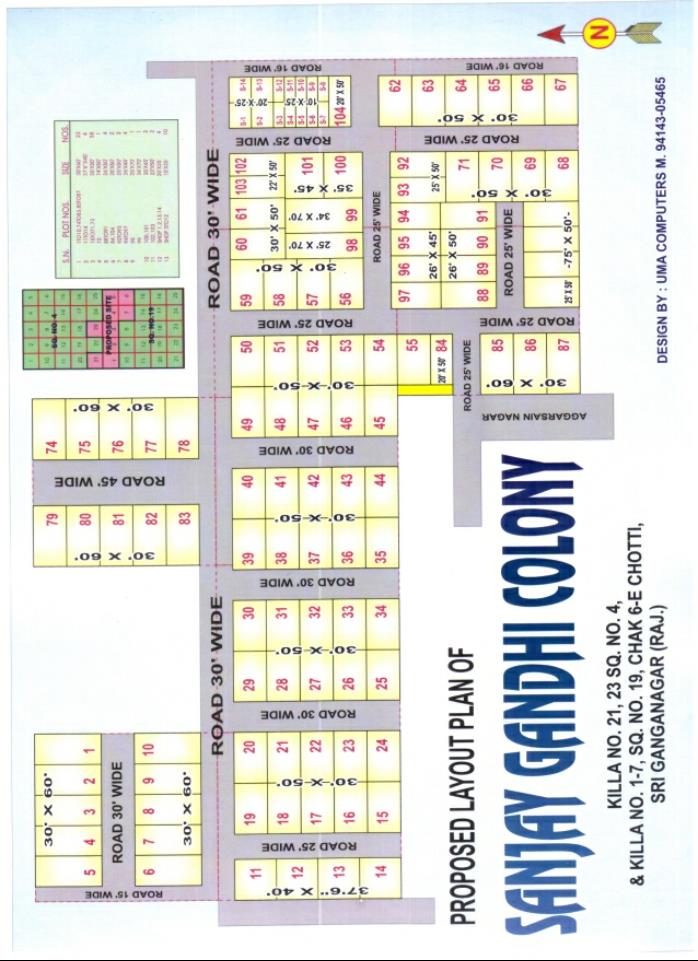 30' X 60'
5 4 3 2 1
ROAD 15' WIDE
ROAD 30' WIDE
6 7 8 9 10
30' X 60'
79
80
81
82
83
30' X 60'
ROAD 45' WIDE
74
75
76
77
78
30' X 60'
SQ. NO. 4
PROPOSED SITE
SQ. NO.19
S.N. PLOT NOS. SIZE NOS.
ROAD 30' WIDE
ROAD 30' WIDE
11
12
13
14
37'6" X 40'
ROAD 25' WIDE
19 20
18 21
17 22
16 23
15 24
30'-X-50'
ROAD 30' WIDE
29 30
28 31
27 32
26 33
25 34
30'-X-50'
ROAD 30' WIDE
39 40
38 41
37 42
36 43
35 44
30'-X-50'
ROAD 30' WIDE
49 50
48 51
47 52
46 53
45 54
30'-X-50'
55
20' X 50' 84
ROAD 25' WIDE
59
58
57
56
30' X 50'
60 61 103 102
30' X 50' 22' X 50'
25' X 70'
34' X 70'
35' X 45'
101
100
98 99
ROAD 25' WIDE
S-1 S-14
S-2 S-13
20' X 25'
S-3 S-12
S-4 S-11
S-5 S-10
S-6 S-9
S-7 S-8
10' X 25'
104 20' X 50'
ROAD 16' WIDE
ROAD 25' WIDE
97 96 95 94 93 92
26' X 45'
25' X 50'
26' X 50'
88 89 90 91
71
70
69
68
30' X 50'
ROAD 25' WIDE
25' X 50' -75' X 50'-
ROAD 25' WIDE
62
63
64
65
66
67
30' X 50'
ROAD 16' WIDE
ROAD 25' WIDE
AGGARSAIN NAGAR
85
86
87
30' X 60'
ROAD 25' WIDE
PROPOSED LAYOUT PLAN OF
SANJAY GANDHI COLONY
KILLA NO. 21, 23 SQ. NO. 4,
& KILLA NO. 1-7, SQ. NO. 19, CHAK 6-E CHOTTI,
SRI GANGANAGAR (RAJ.)
N
DESIGN BY : UMA COMPUTERS M. 94143-05465